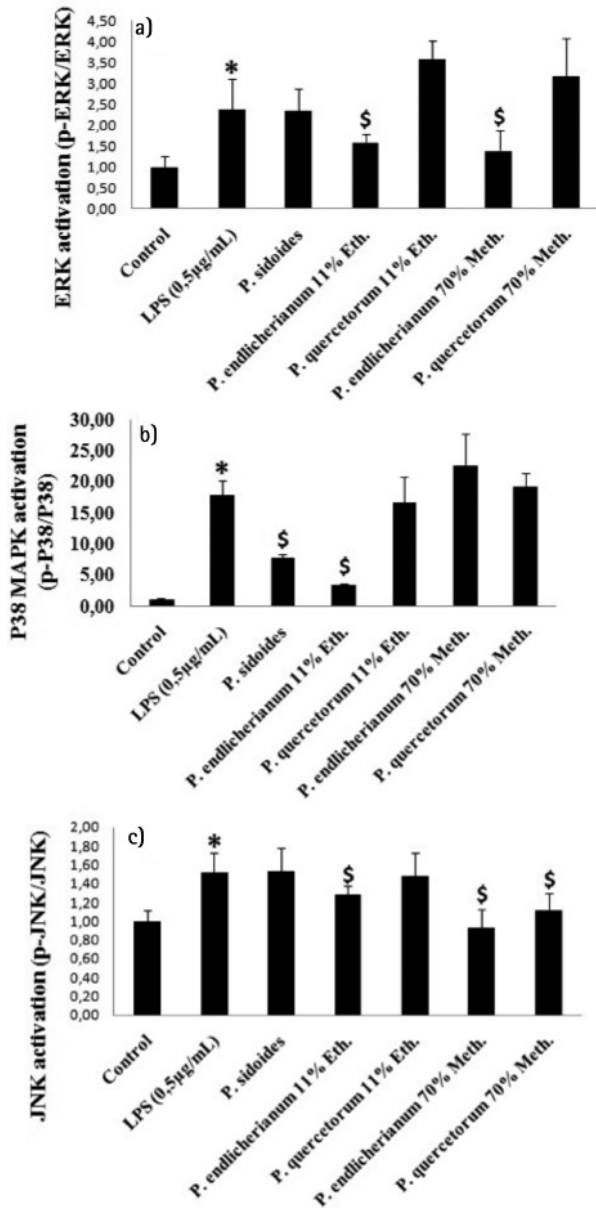 a)
ERK activation (p-ERK/ERK)
4,50
4,00
3,50
3,00
2,50
2,00
1,50
1,00
0,50
0,00
*
$
$
Control
LPS (0,5µg/mL)
P. sidoides
P. endlicherianum 11% Eth.
P. quercetorum 11% Eth.
P. endlicherianum 70% Meth.
P. quercetorum 70% Meth.
b)
P38 MAPK activation
(p-P38/P38)
30,00
25,00
20,00
15,00
10,00
5,00
0,00
*
$
$
Control
LPS (0,5µg/mL)
P. sidoides
P. endlicherianum 11% Eth.
P. quercetorum 11% Eth.
P. endlicherianum 70% Meth.
P. quercetorum 70% Meth.
c)
JNK activation (p-JNK/JNK)
2,00
1,80
1,60
1,40
1,20
1,00
0,80
0,60
0,40
0,20
0,00
*
$
$
$
Control
LPS (0,5µg/mL)
P. sidoides
P. endlicherianum 11% Eth.
P. quercetorum 11% Eth.
P. endlicherianum 70% Meth.
P. quercetorum 70% Meth.